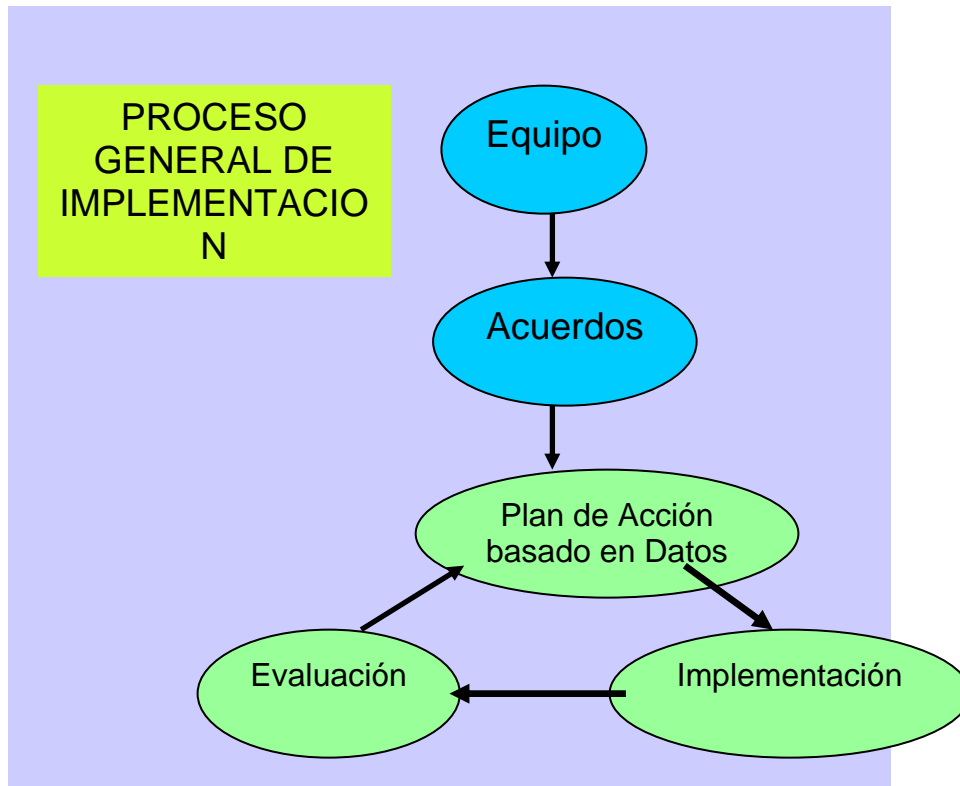 PROCESO
GENERAL DE
IMPLEMENTACIO
N
Equipo
Acuerdos
Plan de Acción
basado en Datos
Evaluación
Implementación